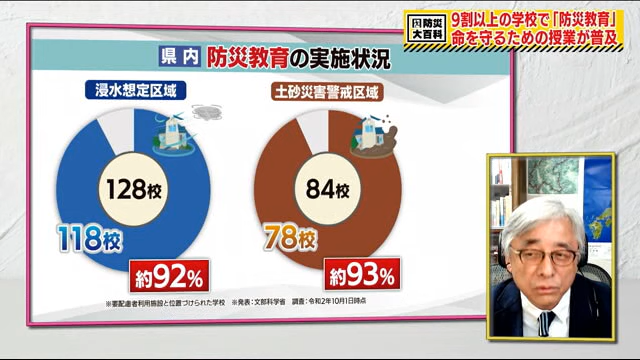 防災
大百科
9割以上の学校で「防災教育」
命を守るための授業が普及
県内 防災教育の実施状況
浸水想定区域
128校
118校
約92%
土砂災害警戒区域
84校
78校
約93%
※要配慮者利用施設と位置づけられた学校 ※発表:文部科学省 調査:令和2年10月1日時点